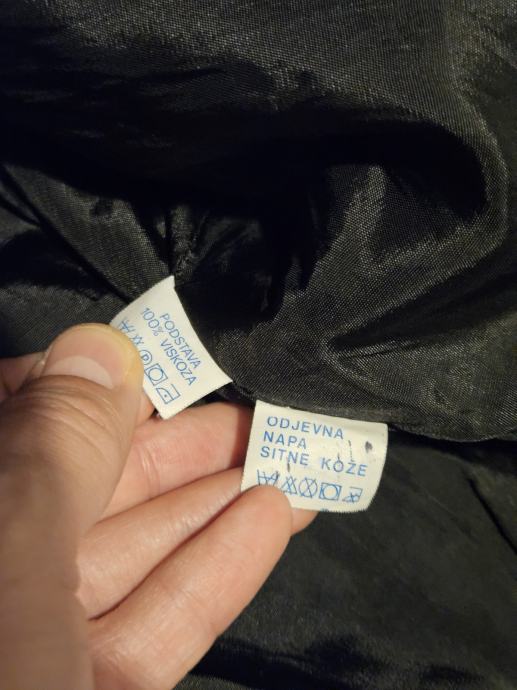 PODSTAVA
100% VISKOZA
ODJEVNA
NAPA
SITNE KOŽE